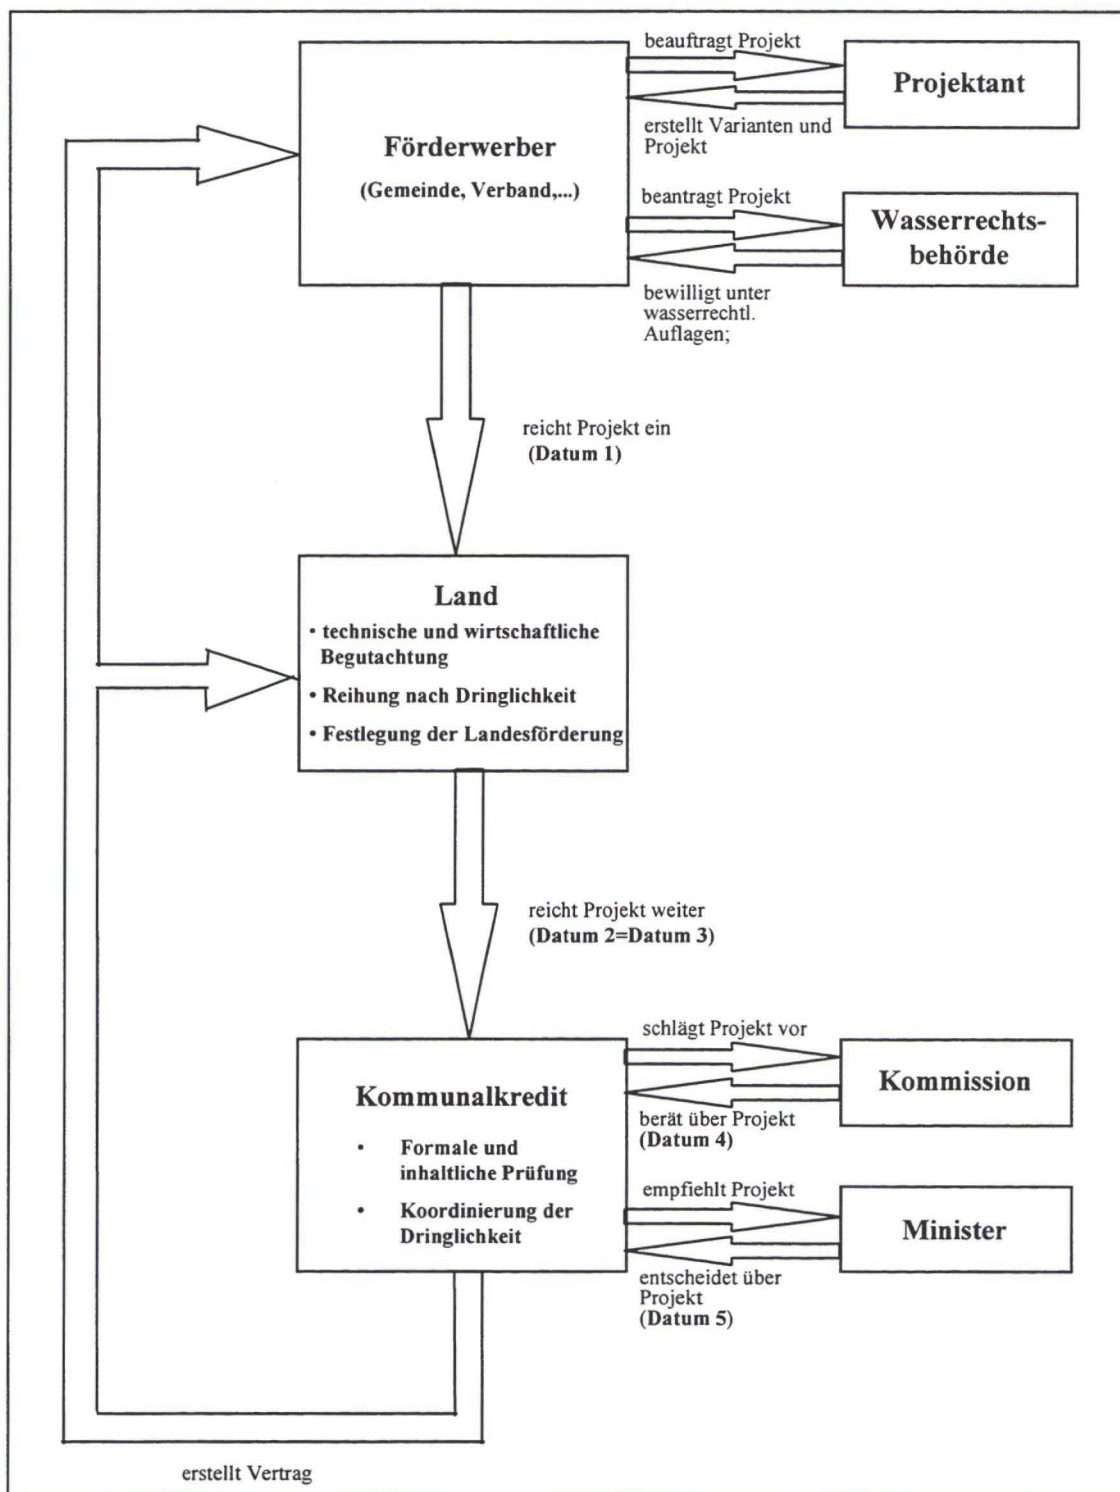 beauftragt Projekt
Projektant
erstellt Varianten und
Projekt
Förderwerber
(Gemeinde, Verband,...)
beantragt Projekt
Wasserrechts-
behörde
bewilligt unter
wasserrechtl.
Auflagen;
reicht Projekt ein
(Datum 1)
Land
• technische und wirtschaftliche
Begutachtung
• Reihung nach Dringlichkeit
• Festlegung der Landesförderung
reicht Projekt weiter
(Datum 2=Datum 3)
schlägt Projekt vor
Kommission
berät über Projekt
(Datum 4)
Kommunalkredit
• Formale und
inhaltliche Prüfung
• Koordinierung der
Dringlichkeit
empfiehlt Projekt
Minister
entscheidet über
Projekt
(Datum 5)
erstellt Vertrag